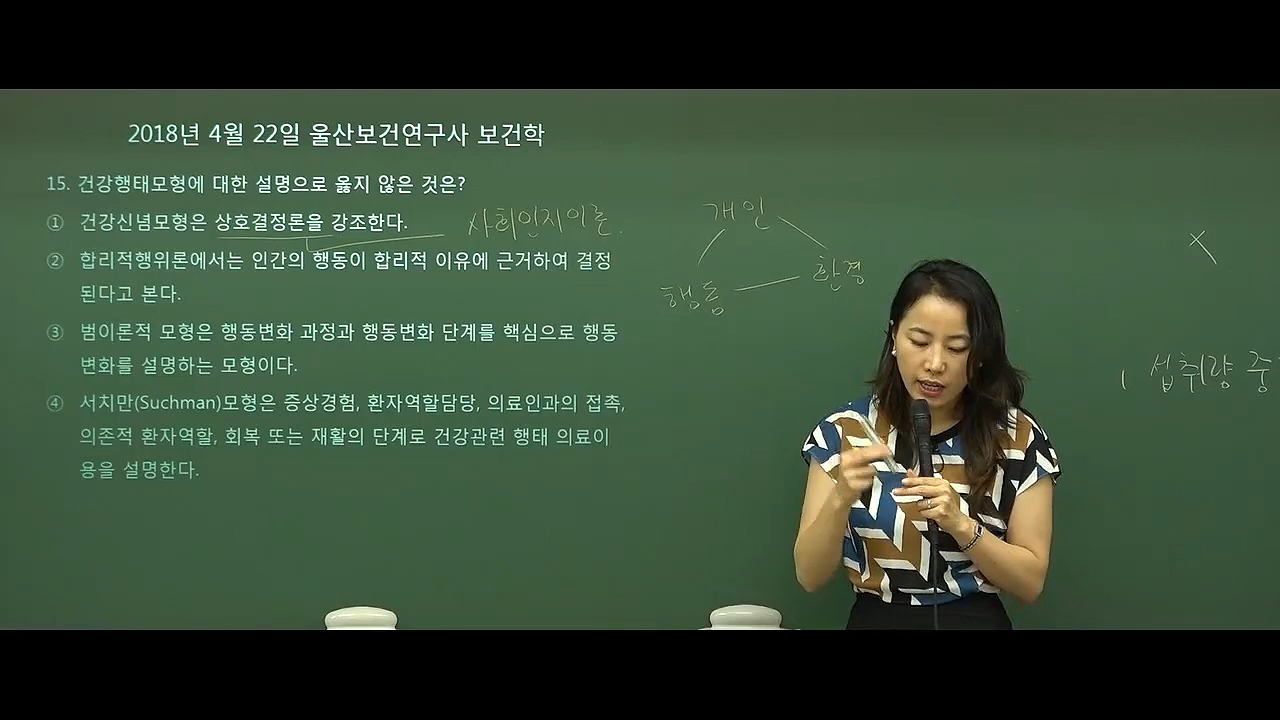 2018년 4월 22일 울산보건연구사 보건학
15. 건강행태모형에 대한 설명으로 옳지 않은 것은?
① 건강신념모형은 상호결정론을 강조한다.
사회인지이론.
② 합리적행위론에서는 인간의 행동이 합리적 이유에 근거하여 결정
된다고 본다.
③ 범이론적 모형은 행동변화 과정과 행동변화 단계를 핵심으로 행동
변화를 설명하는 모형이다.
④ 서치만(Suchman)모형은 증상경험, 환자역할담당, 의료인과의 접촉,
의존적 환자역할, 회복 또는 재활의 단계로 건강관련 행태 의료이
용을 설명한다.
개인
행동
환경
섭취량 중